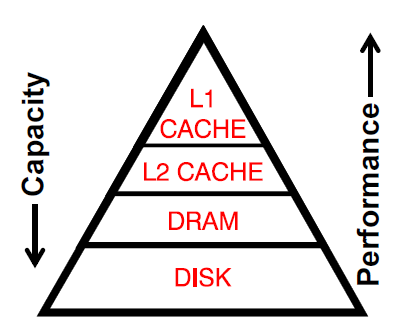 Capacity
L1
CACHE
L2 CACHE
DRAM
DISK
Performance